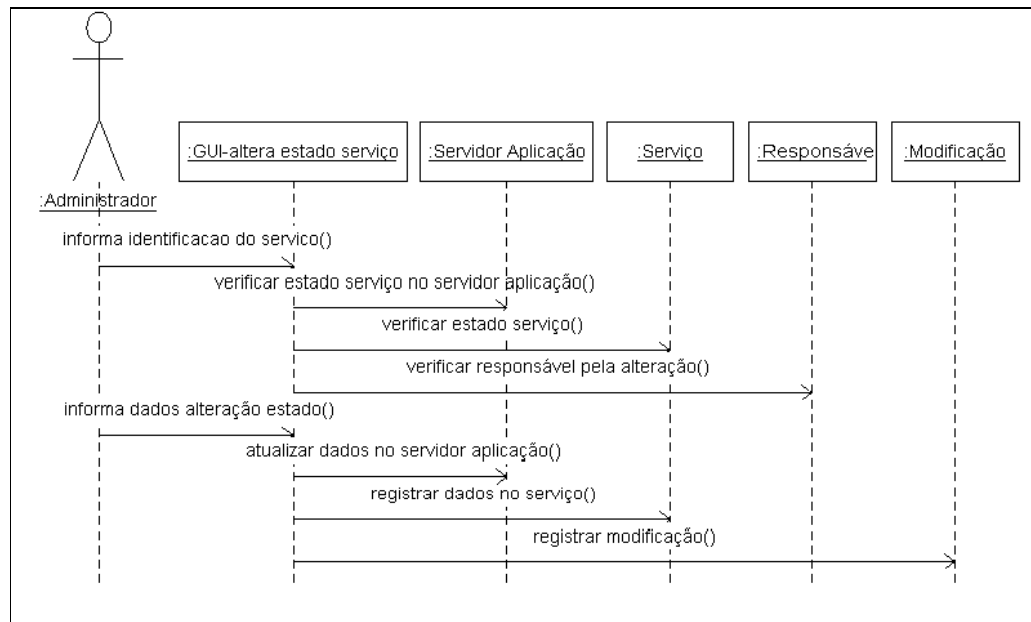 :GUI-altera estado serviço
:Servidor Aplicação
:Serviço
:Responsáve
:Modificação
:Administrador
informa identificacao do servico()
verificar estado serviço no servidor aplicação()
verificar estado serviço()
verificar responsável pela alteração()
informa dados alteração estado()
atualizar dados no servidor aplicação()
registrar dados no serviço()
registrar modificação()